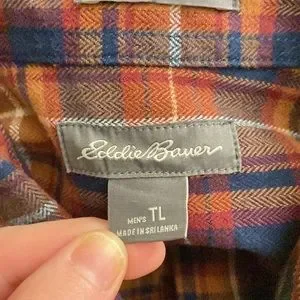 Eddie Bauer
MEN'S TL
MADE IN SRI LANKA